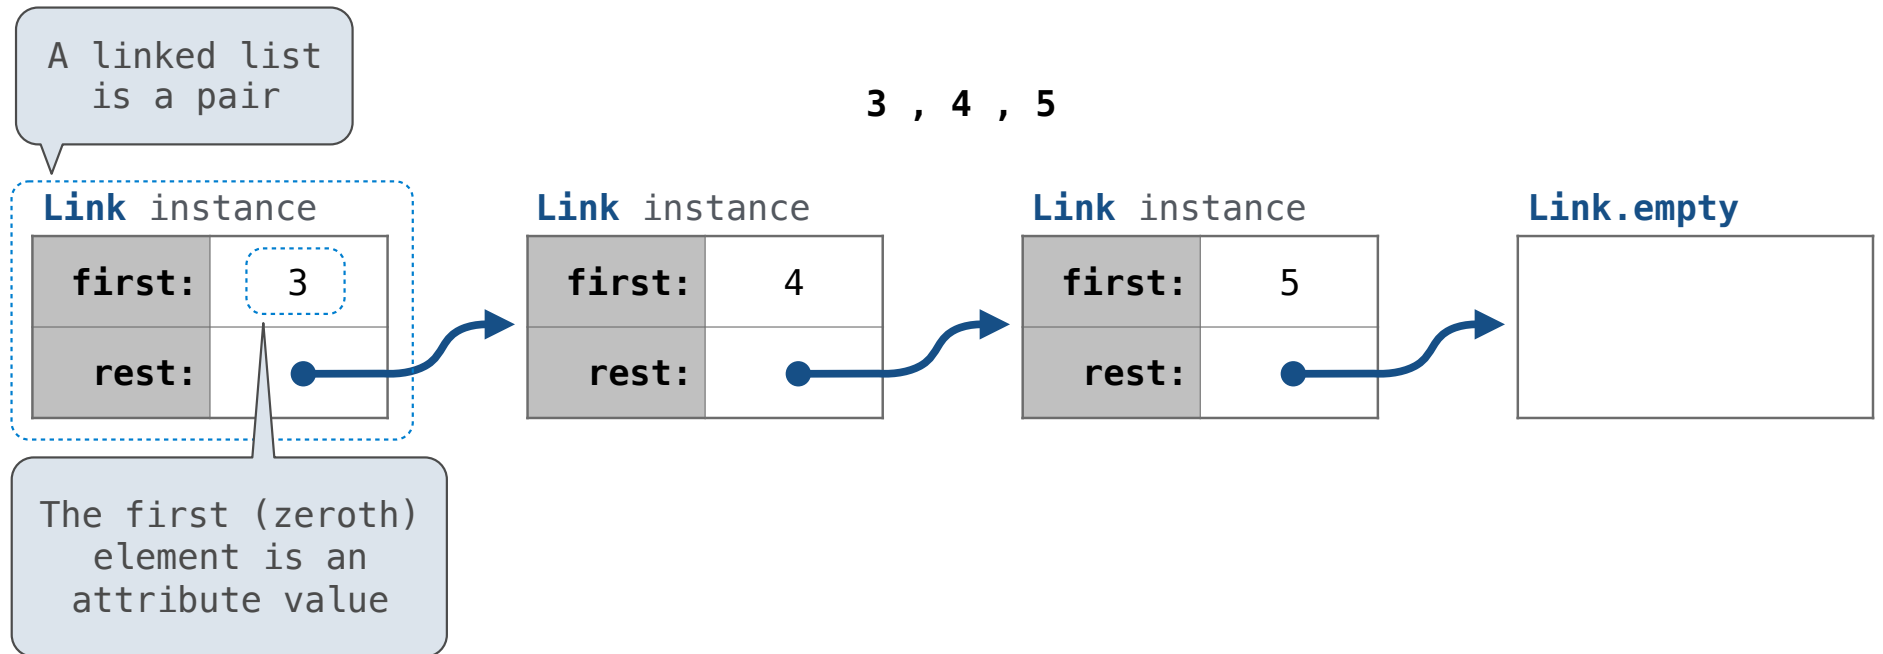 A linked list
is a pair
3 , 4 , 5
Link instance
first: 3
rest:
Link instance
first: 4
rest:
Link instance
first: 5
rest:
Link.empty
The first (zeroth)
element is an
attribute value